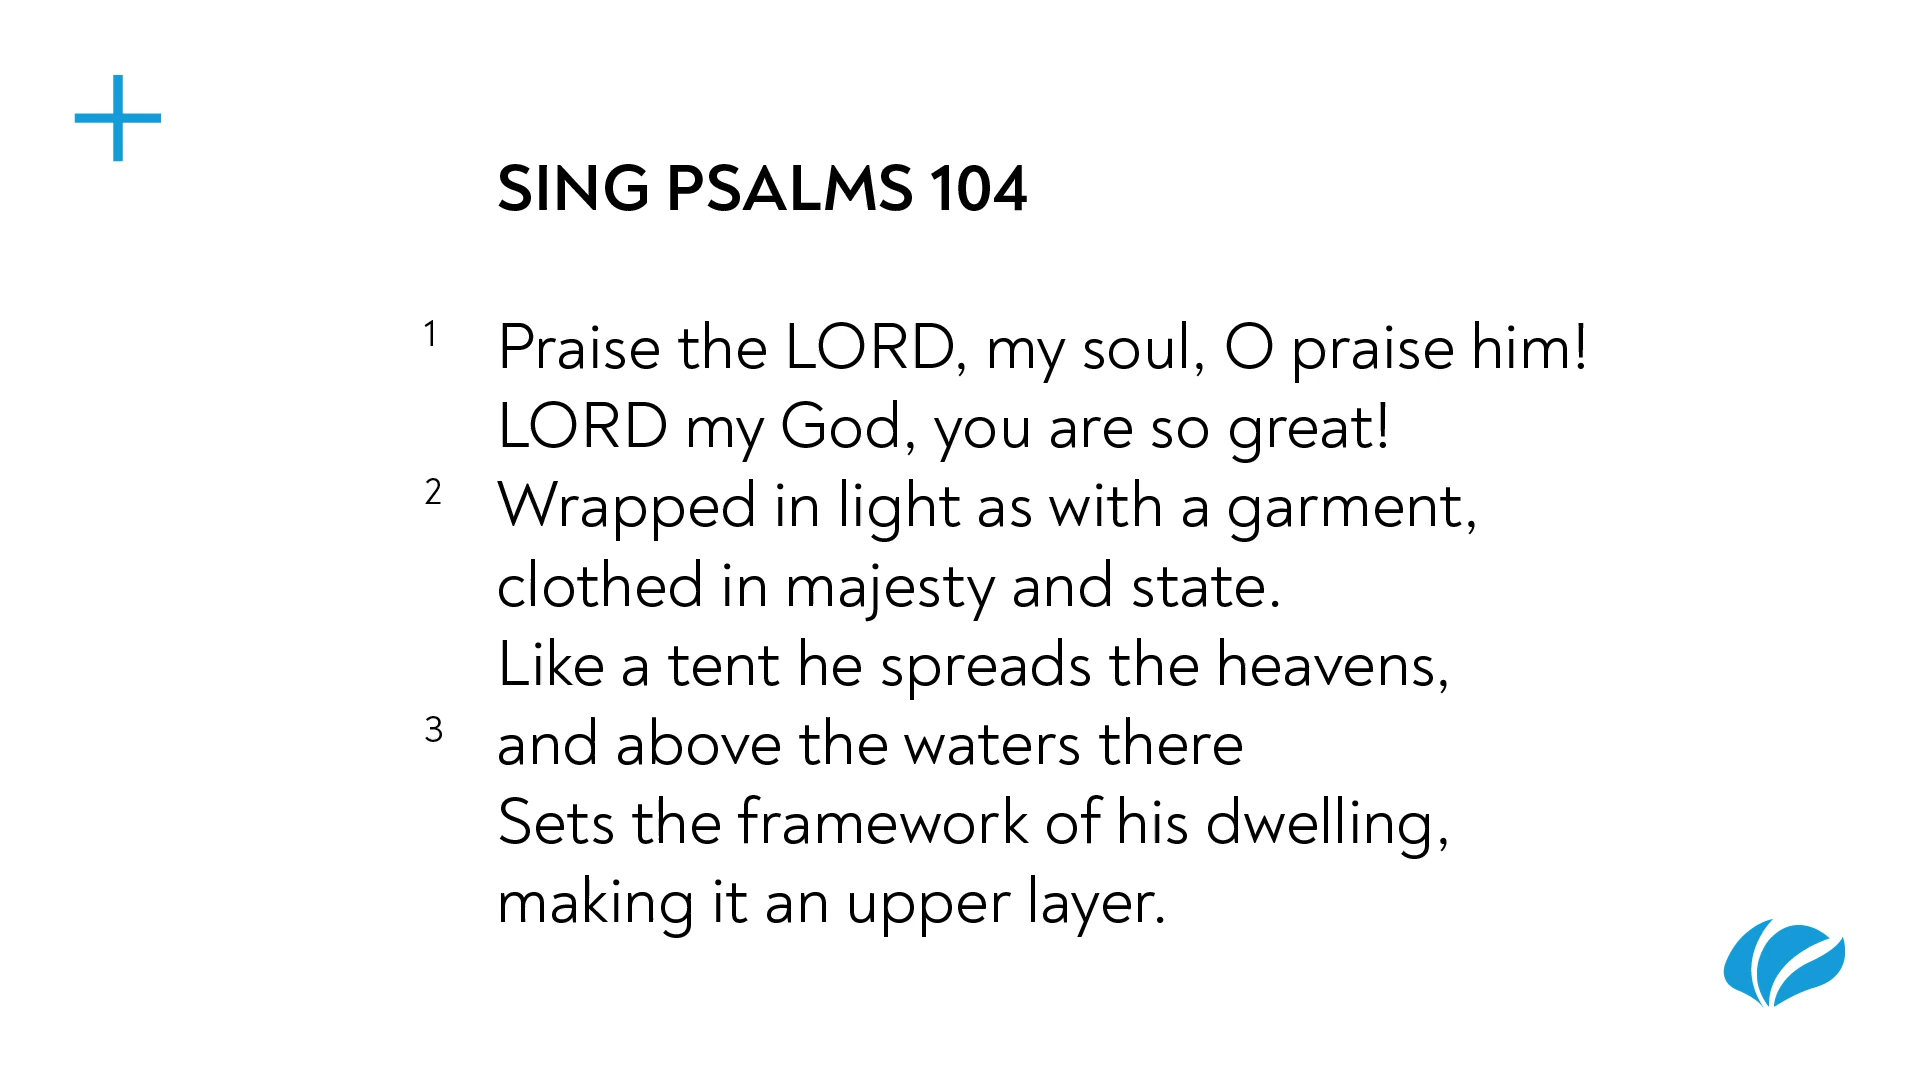 SING PSALMS 104
1 Praise the LORD, my soul, O praise him!
LORD my God, you are so great!
2 Wrapped in light as with a garment,
clothed in majesty and state.
Like a tent he spreads the heavens,
3 and above the waters there
Sets the framework of his dwelling,
making it an upper layer.